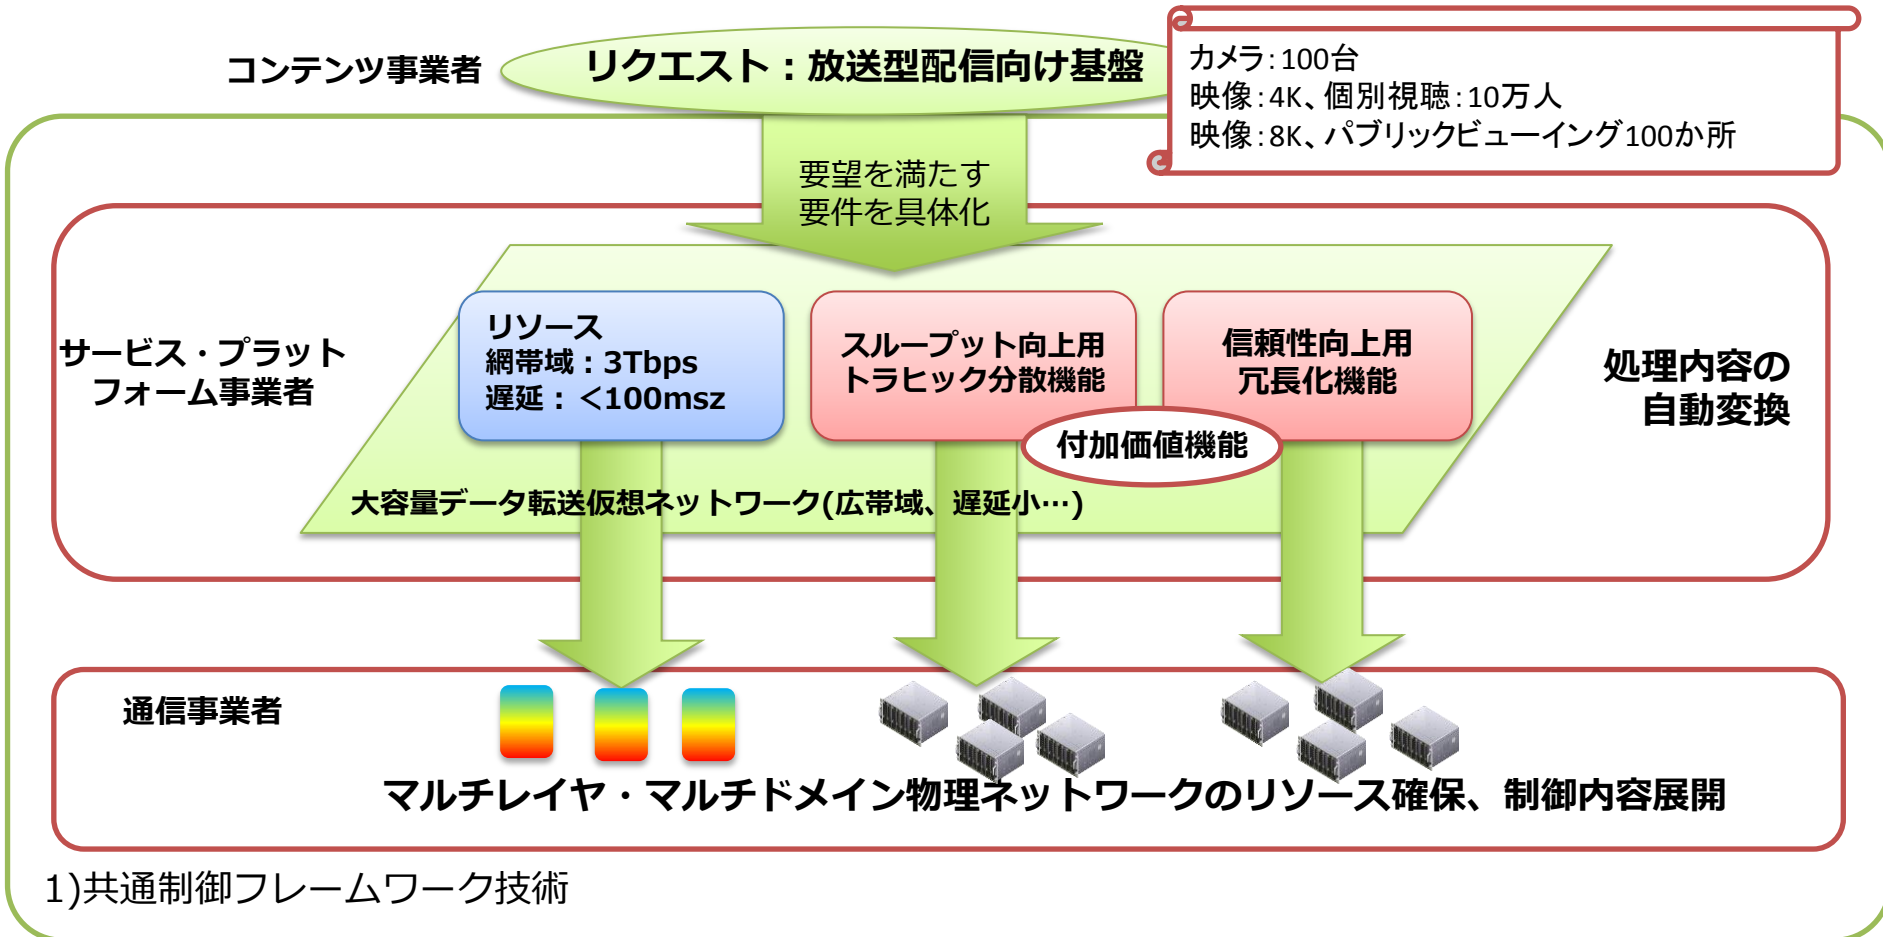 コンテンツ事業者
リクエスト：放送型配信向け基盤
カメラ：100台
映像：4K、個別視聴：10万人
映像：8K、パブリックビューイング100か所
要望を満たす
要件を具体化
サービス・プラット
フォーム事業者
リソース
網帯域：3Tbps
遅延：＜100msz
スループット向上用
トラヒック分散機能
信頼性向上用
冗長化機能
付加価値機能
処理内容の
自動変換
大容量データ転送仮想ネットワーク(広帯域、遅延小…)
通信事業者
マルチレイヤ・マルチドメイン物理ネットワークのリソース確保、制御内容展開
1)共通制御フレームワーク技術